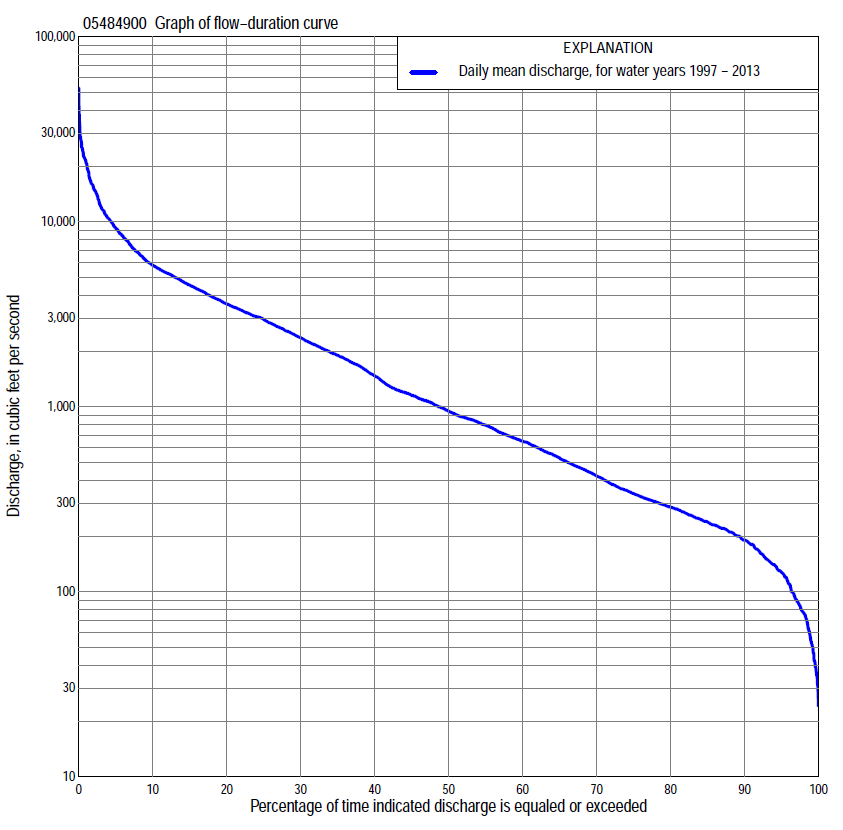 05484900 Graph of flow−duration curve
EXPLANATION
Daily mean discharge, for water years 1997 − 2013
Discharge, in cubic feet per second
100,000
30,000
10,000
3,000
1,000
300
100
30
10
0 10 20 30 40 50 60 70 80 90 100
Percentage of time indicated discharge is equaled or exceeded